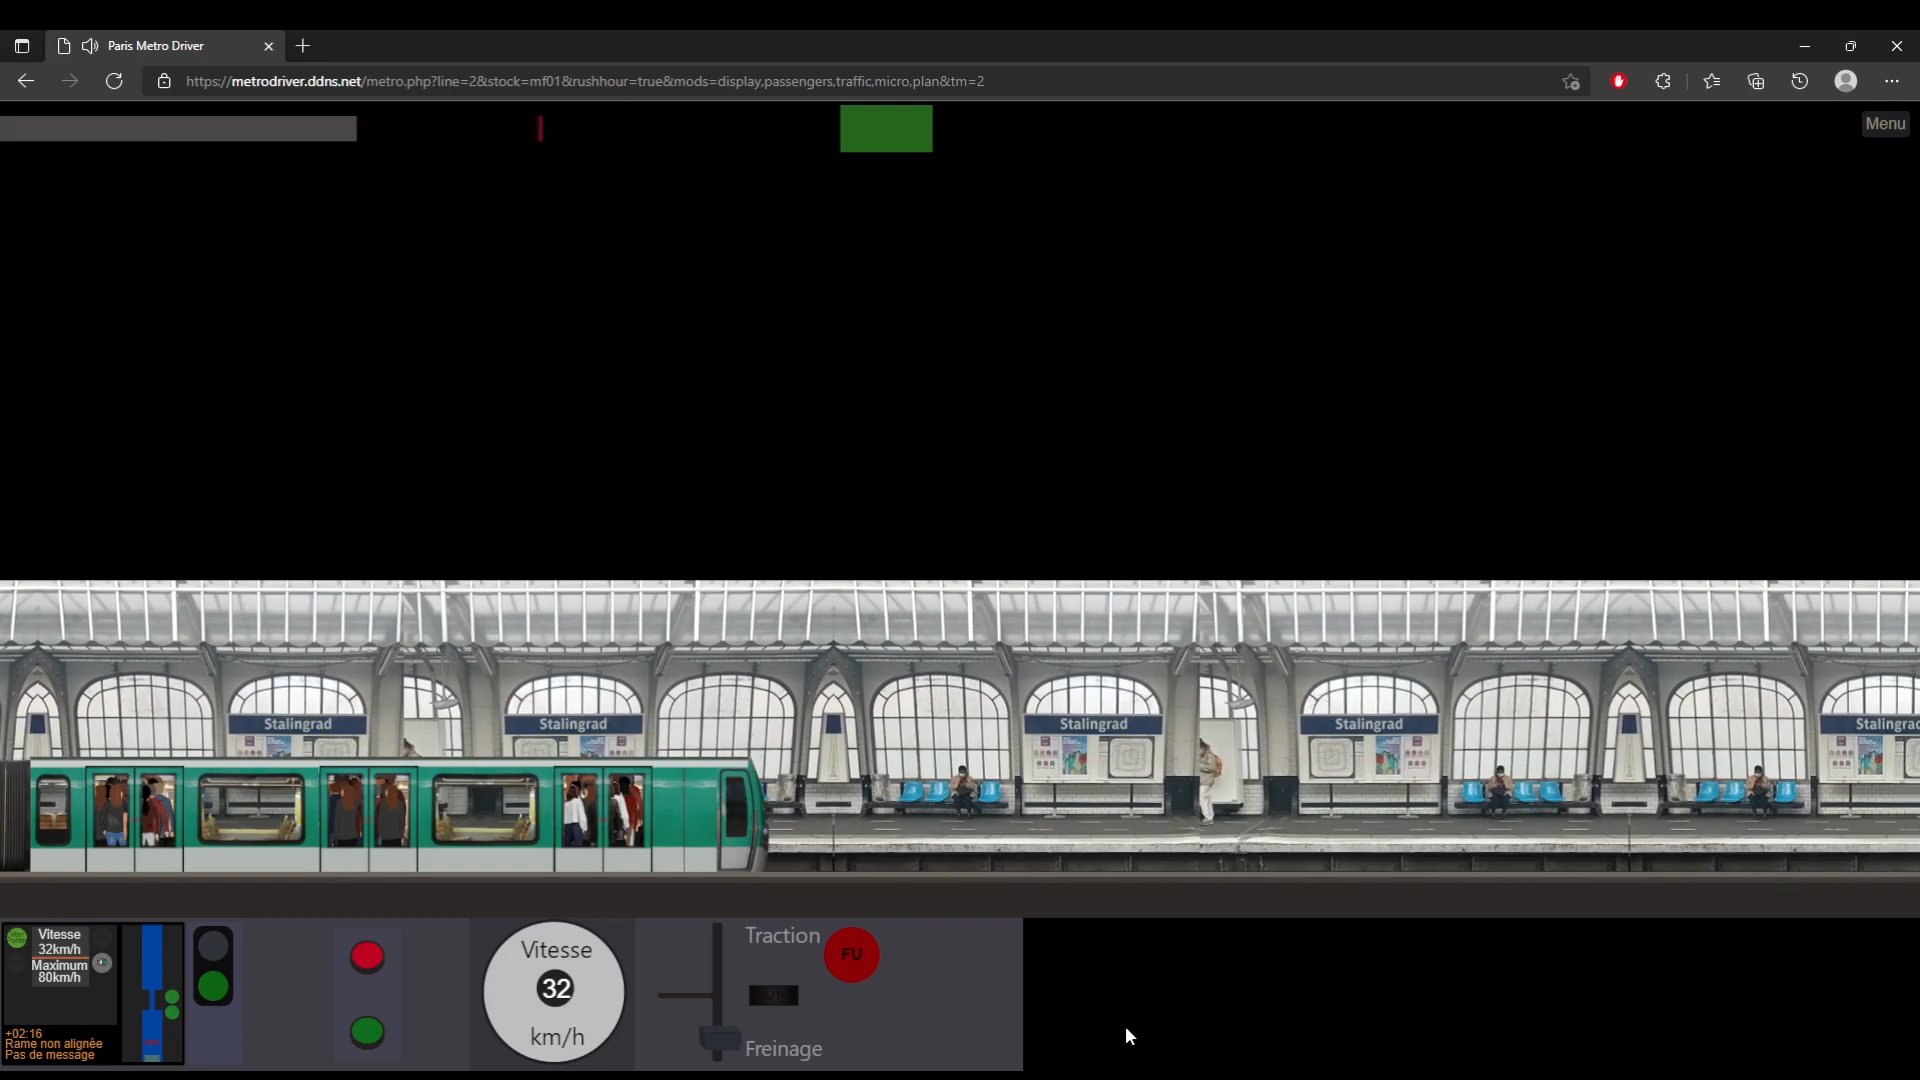 Paris Metro Driver
https://metrodriver.ddns.net/metro.php?line=2&stock=mf01&rushhour=true&mods=display,passengers,traffic,micro,plan&tm=2
Menu
Stalingrad Stalingrad Stalingrad Stalingrad Stalingrad
Vitesse
32km/h
Maximum
80km/h
+02:16
Rame non alignée
Pas de message
Vitesse
32
km/h
Traction
FU
Freinage